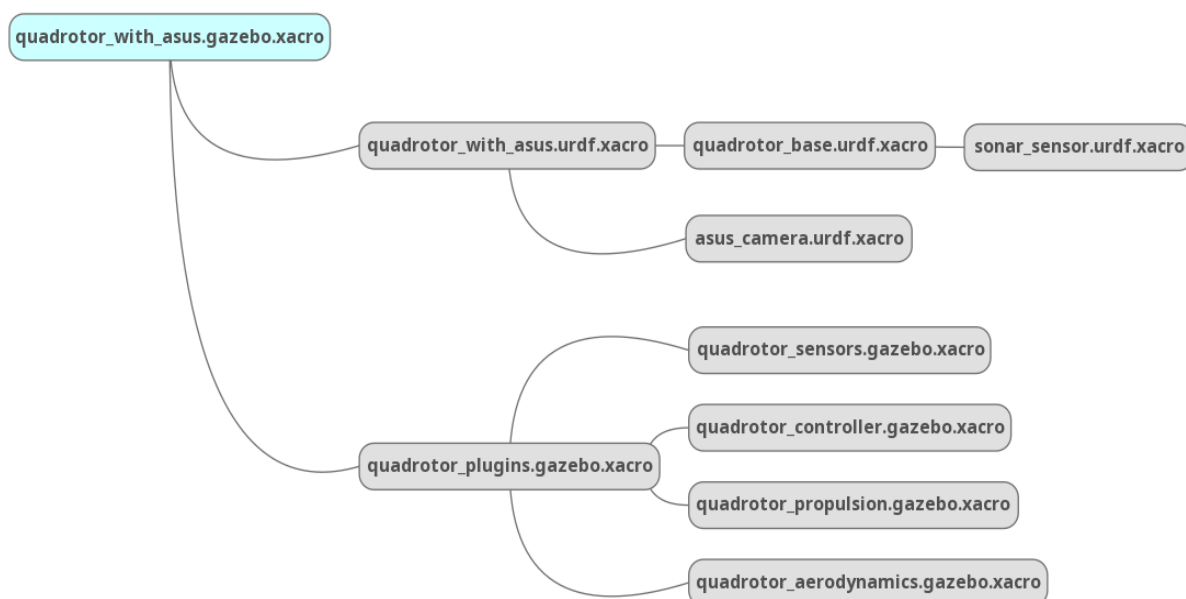 quadrotor_with_asus.gazebo.xacro
quadrotor_with_asus.urdf.xacro
quadrotor_base.urdf.xacro
sonar_sensor.urdf.xacro
asus_camera.urdf.xacro
quadrotor_sensors.gazebo.xacro
quadrotor_controller.gazebo.xacro
quadrotor_plugins.gazebo.xacro
quadrotor_propulsion.gazebo.xacro
quadrotor_aerodynamics.gazebo.xacro